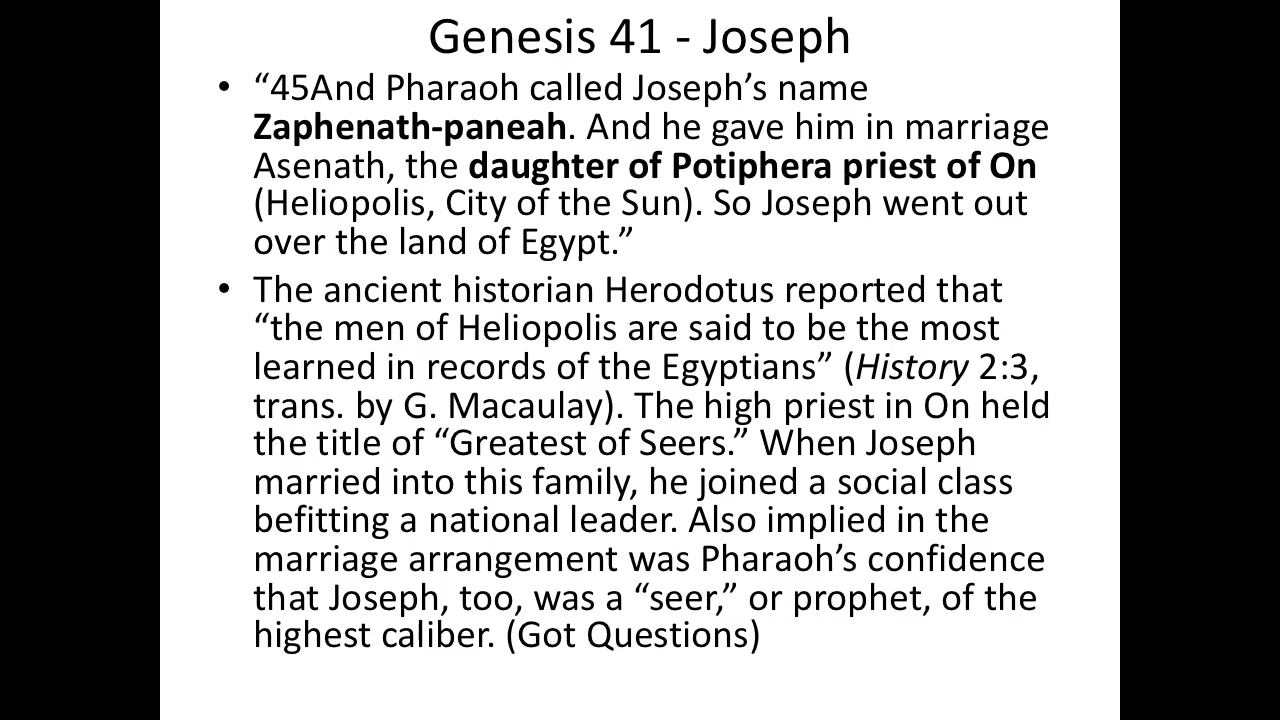 Genesis 41 - Joseph
• “45And Pharaoh called Joseph’s name
Zaphenath-paneah. And he gave him in marriage
Asenath, the daughter of Potiphera priest of On
(Heliopolis, City of the Sun). So Joseph went out
over the land of Egypt.”
• The ancient historian Herodotus reported that
“the men of Heliopolis are said to be the most
learned in records of the Egyptians” (History 2:3,
trans. by G. Macaulay). The high priest in On held
the title of “Greatest of Seers.” When Joseph
married into this family, he joined a social class
befitting a national leader. Also implied in the
marriage arrangement was Pharaoh’s confidence
that Joseph, too, was a “seer,” or prophet, of the
highest caliber. (Got Questions)